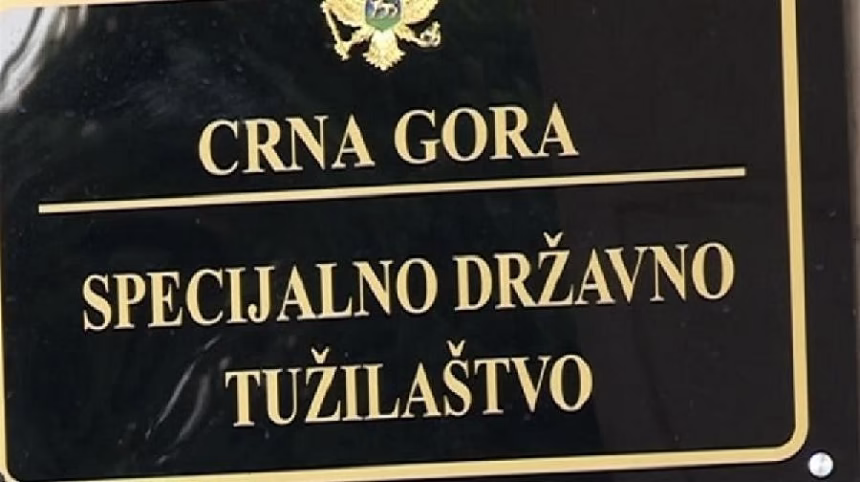 CRNA GORA
SPECIJALNO DRŽAVNO
TUŽILAŠTVO